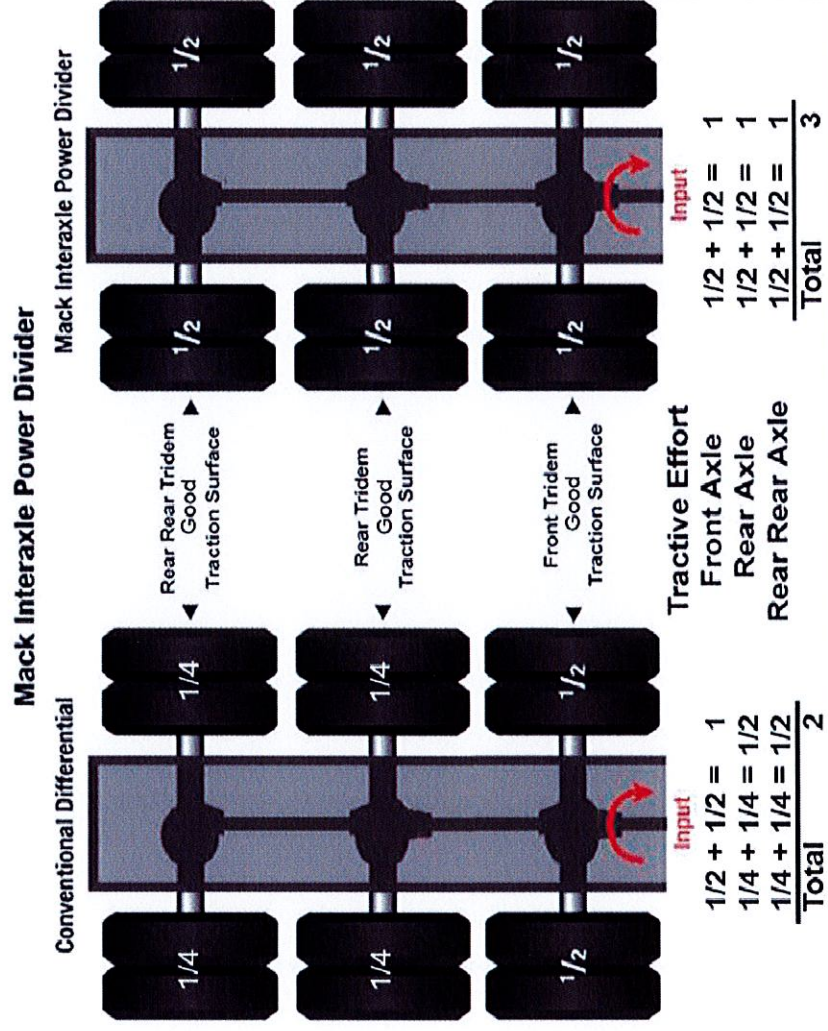 Mack Interaxle Power Divider
Conventional Differential
Mack Interaxle Power Divider
1/4
1/4
Rear Rear Tridem
Good
Traction Surface
1/2
1/2
1/4
1/4
Rear Tridem
Good
Traction Surface
1/2
1/2
1/2
1/2
Front Tridem
Good
Traction Surface
1/2
1/2
Input
Input
Tractive Effort
1/2 + 1/2 = 1
Front Axle
1/2 + 1/2 = 1
1/4 + 1/4 = 1/2
Rear Axle
1/2 + 1/2 = 1
1/4 + 1/4 = 1/2
Rear Rear Axle
1/2 + 1/2 = 1
Total 2
Total 3